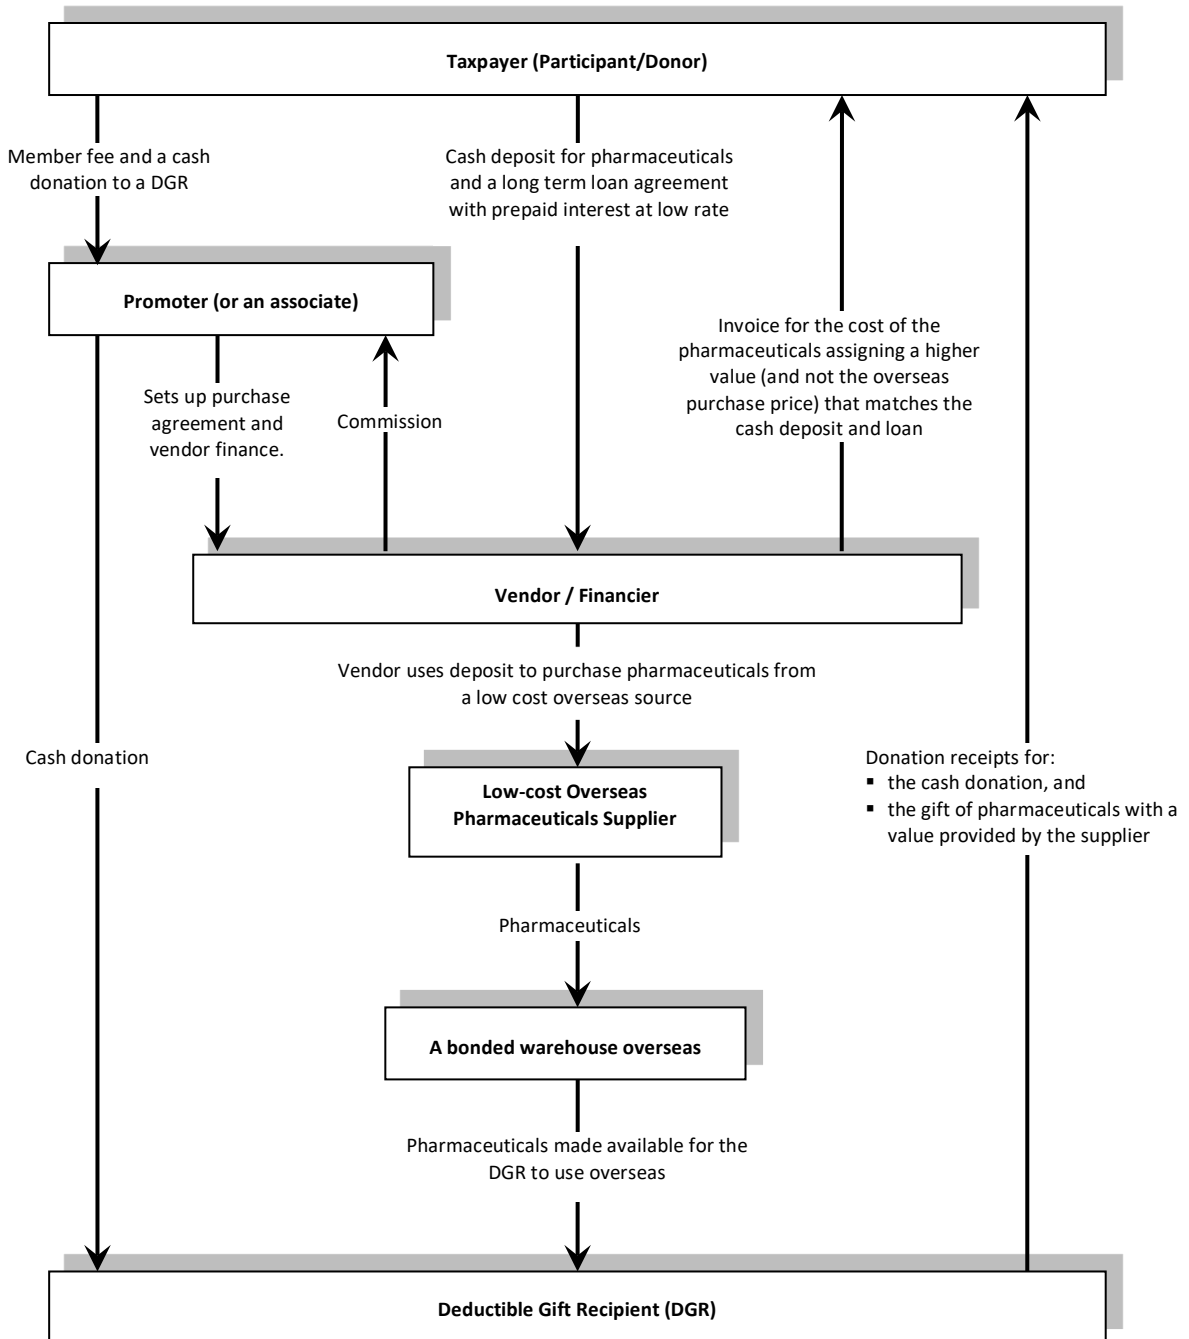 Taxpayer (Participant/Donor)
Member fee and a cash
donation to a DGR
Cash deposit for pharmaceuticals
and a long term loan agreement
with prepaid interest at low rate
Promoter (or an associate)
Invoice for the cost of the
pharmaceuticals assigning a higher
value (and not the overseas
purchase price) that matches the
cash deposit and loan
Sets up purchase
agreement and
vendor finance.
Commission
Vendor / Financier
Vendor uses deposit to purchase pharmaceuticals from
a low cost overseas source
Cash donation
Donation receipts for:
▪ the cash donation, and
▪ the gift of pharmaceuticals with a
value provided by the supplier
Low-cost Overseas
Pharmaceuticals Supplier
Pharmaceuticals
A bonded warehouse overseas
Pharmaceuticals made available for the
DGR to use overseas
Deductible Gift Recipient (DGR)